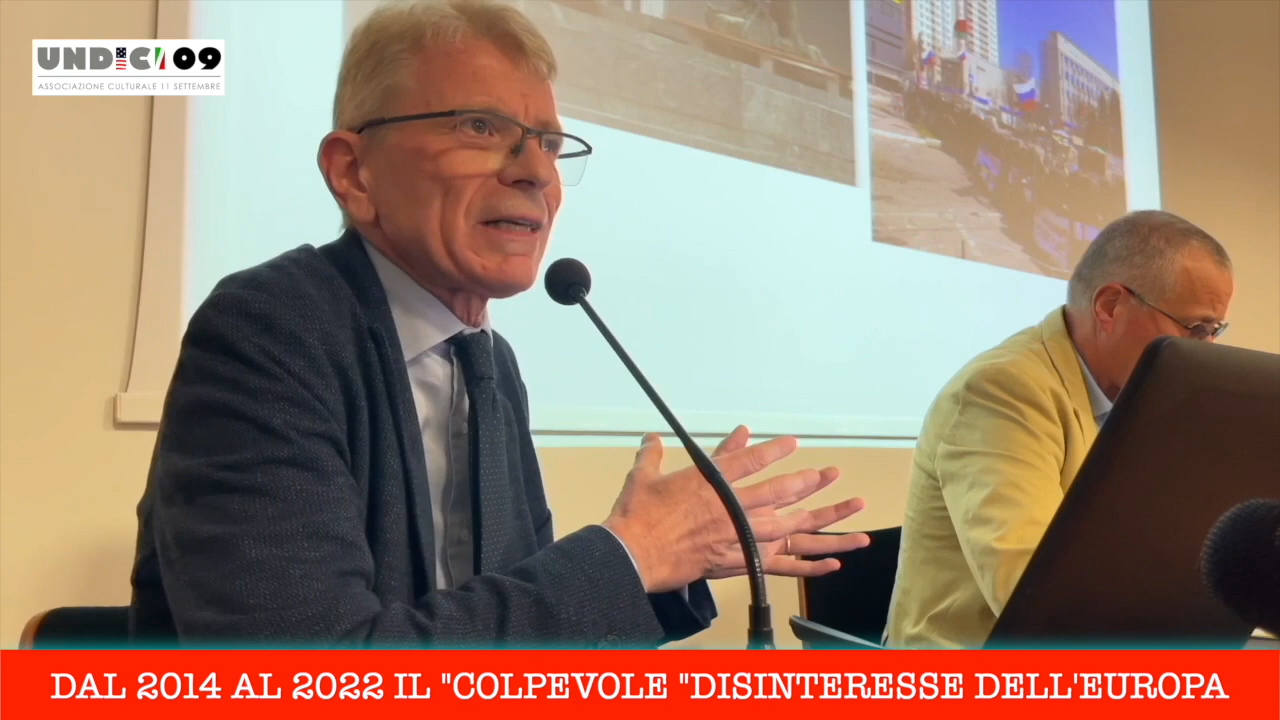 UNDICI09
ASSOCIAZIONE CULTURALE 11 SETTEMBRE
DAL 2014 AL 2022 IL "COLPEVOLE "DISINTERESSE DELL'EUROPA